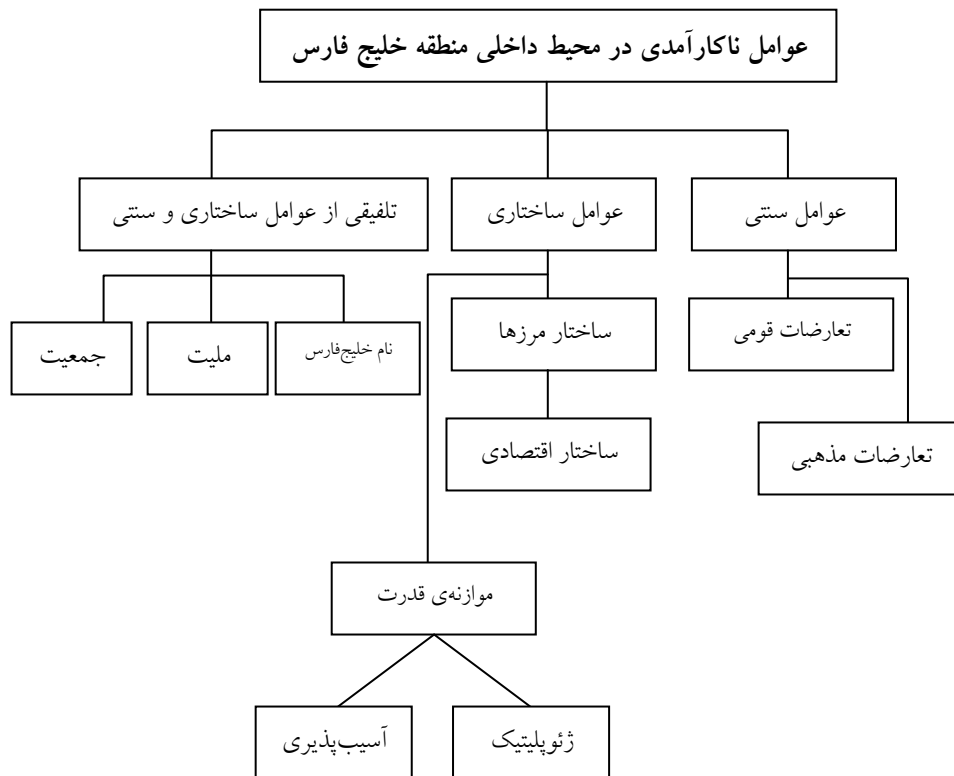 عوامل ناکارآمدی در محیط داخلی منطقه خلیج فارس
عوامل سنتی
عوامل ساختاری
تلفیقی از عوامل ساختاری و سنتی
تعارضات قومی
ساختار مرزها
نام خلیج‌فارس
ملیت
جمعیت
تعارضات مذهبی
ساختار اقتصادی
موازنه‌ی قدرت
ژئوپلیتیک
آسیب‌پذیری